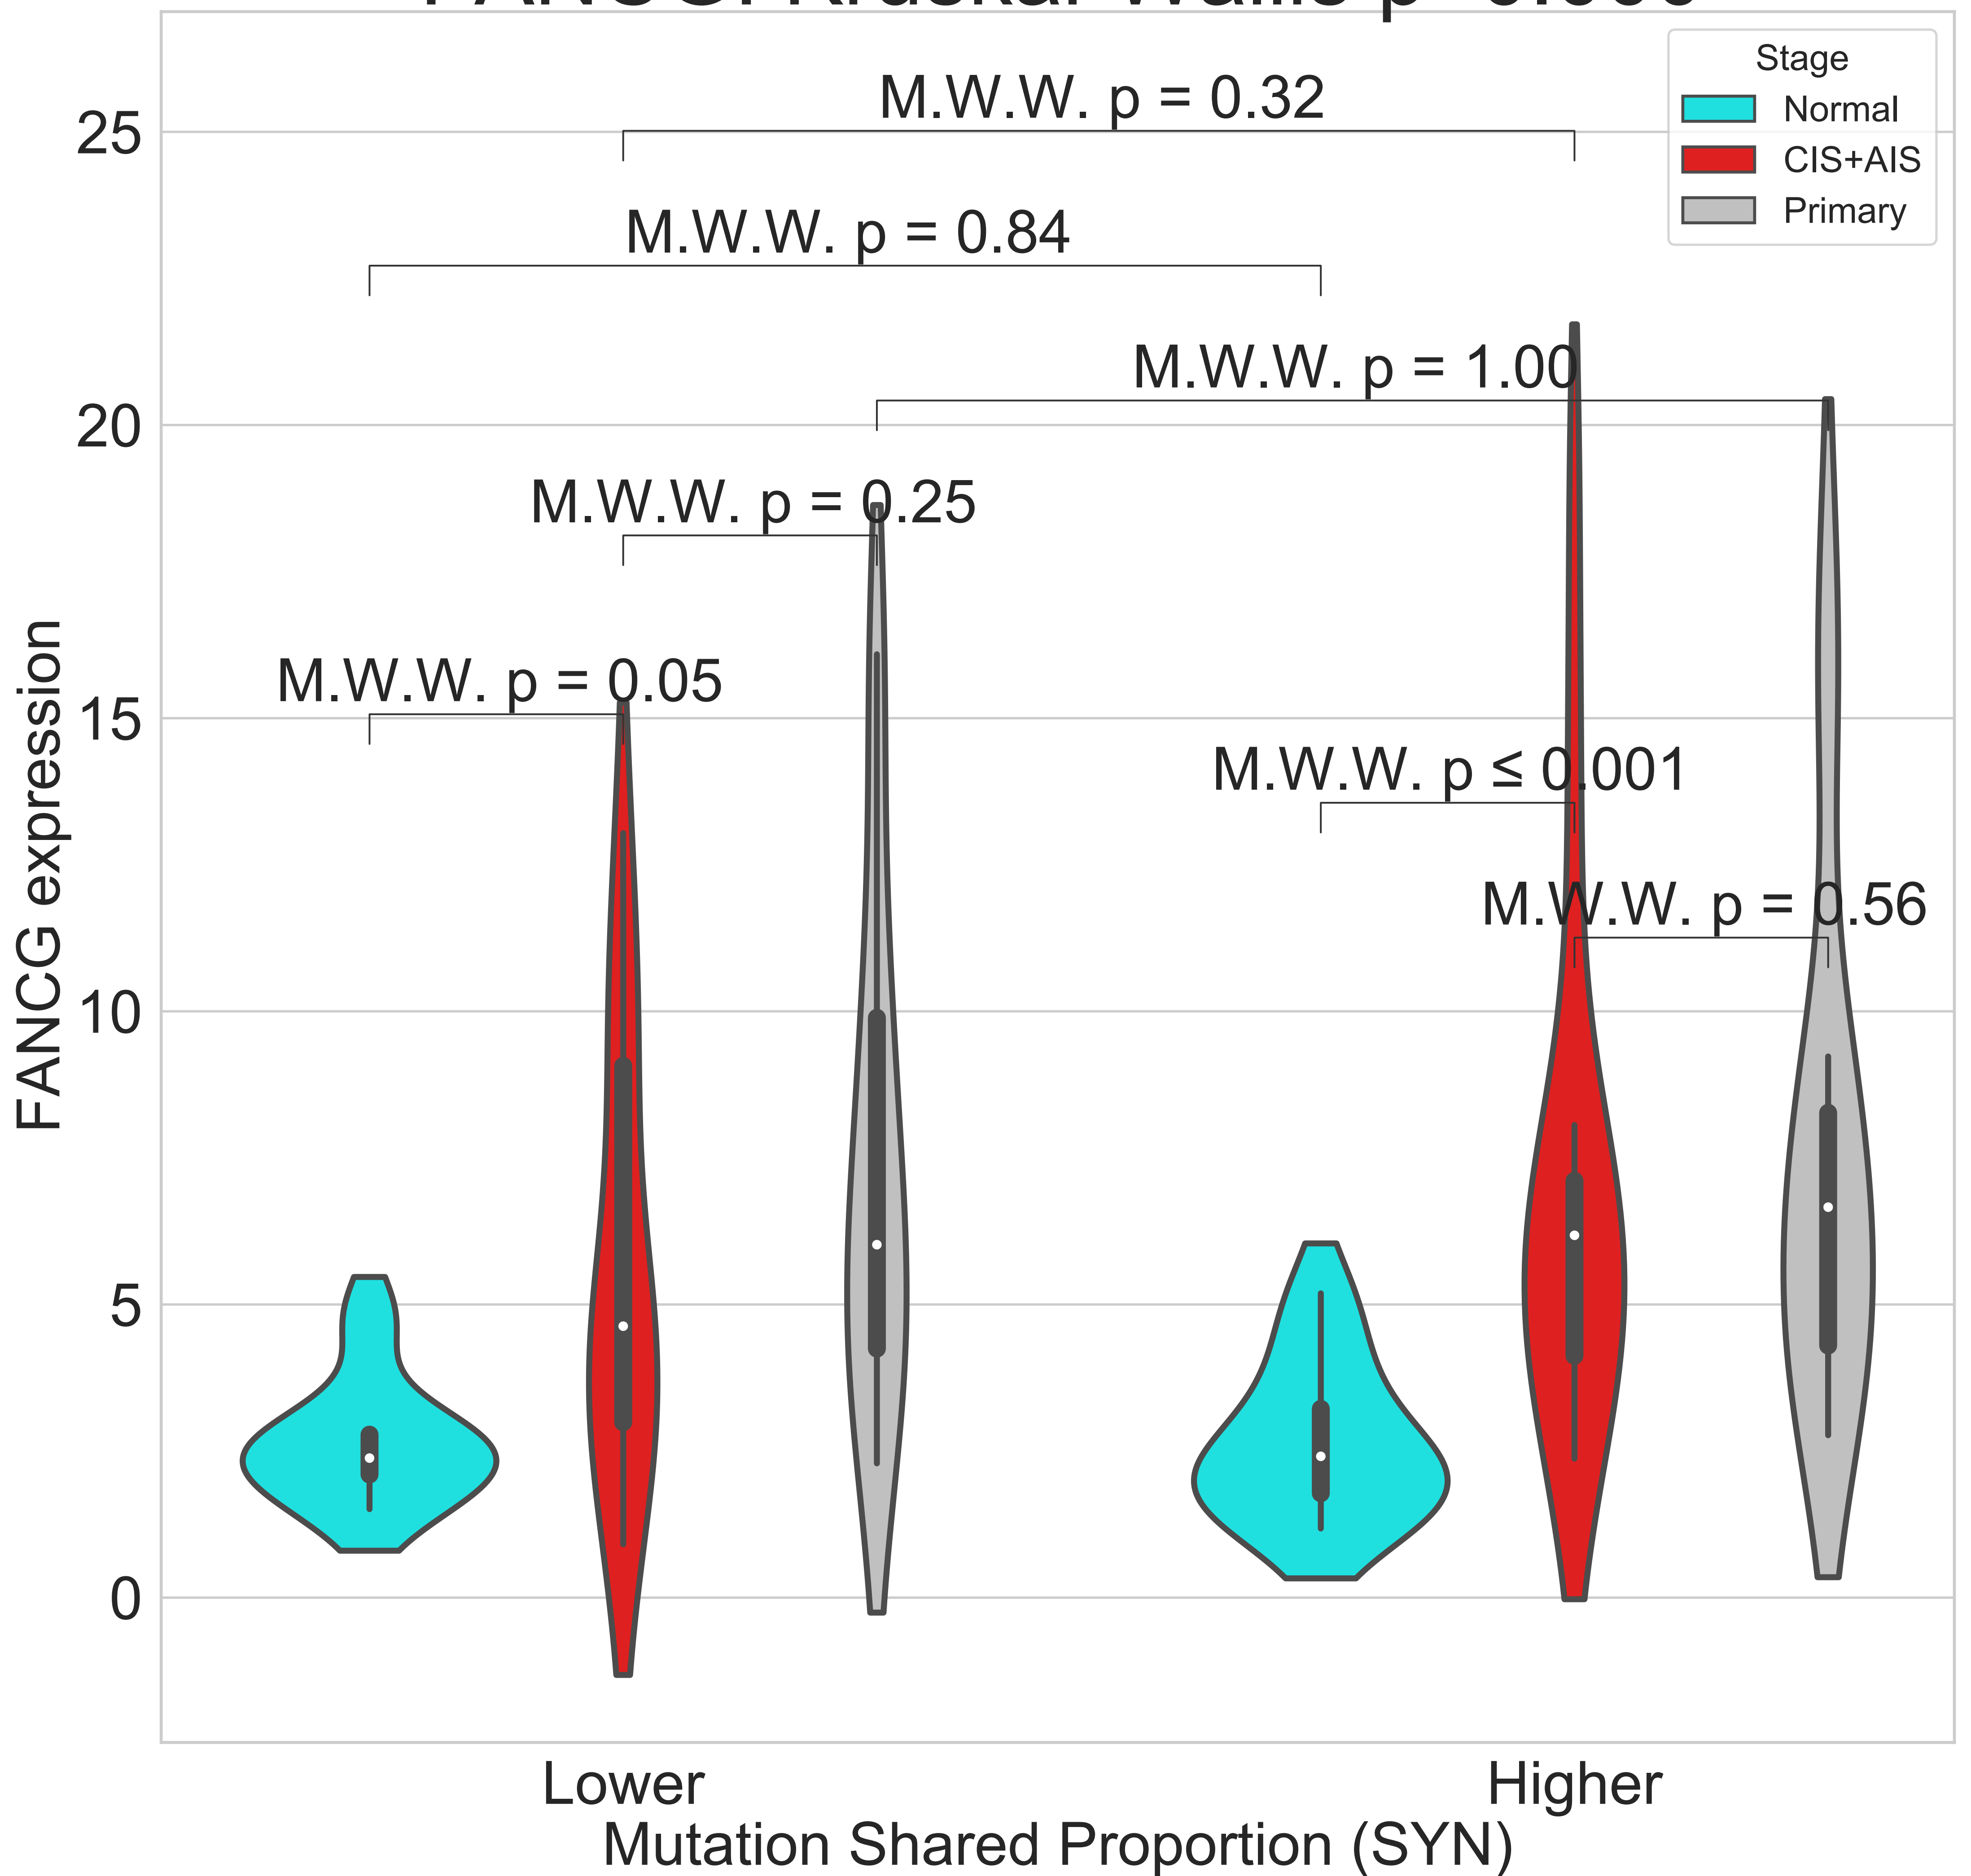 Stage
Normal
CIS+AIS
Primary
M.W.W. p = 0.32
M.W.W. p = 0.84
M.W.W. p = 1.00
M.W.W. p = 0.25
M.W.W. p = 0.05
M.W.W. p ≤ 0.001
M.W.W. p = 0.56
25
20
15
10
5
0
FANCG expression
Lower
Higher
Mutation Shared Proportion (SYN)